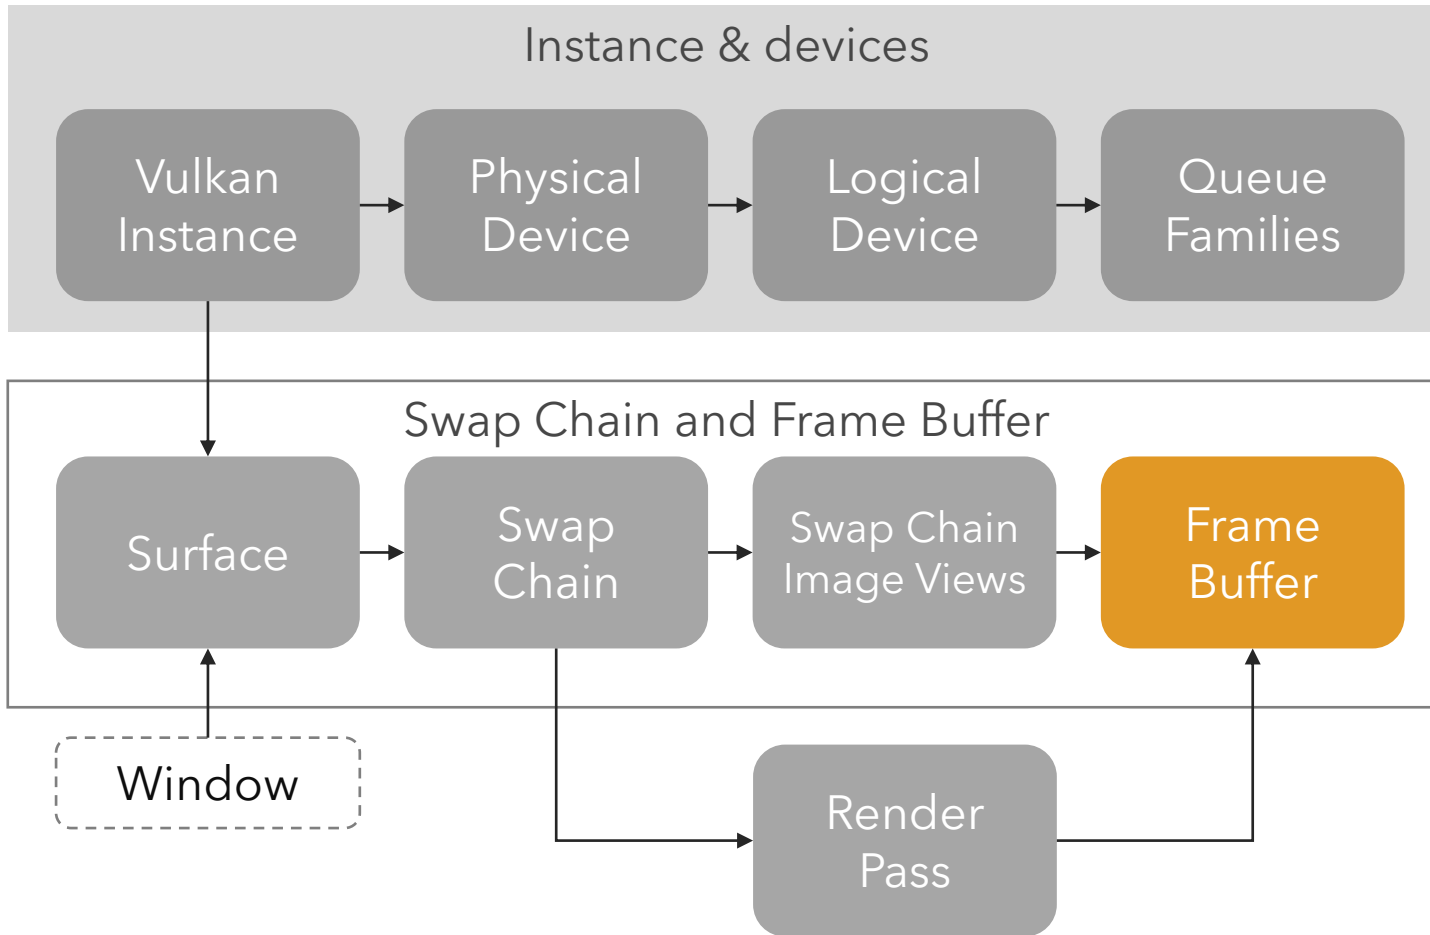 Instance & devices
Vulkan
Instance
Physical
Device
Logical
Device
Queue
Families
Swap Chain and Frame Buffer
Surface
Swap
Chain
Swap Chain
Image Views
Frame
Buffer
Window
Render
Pass